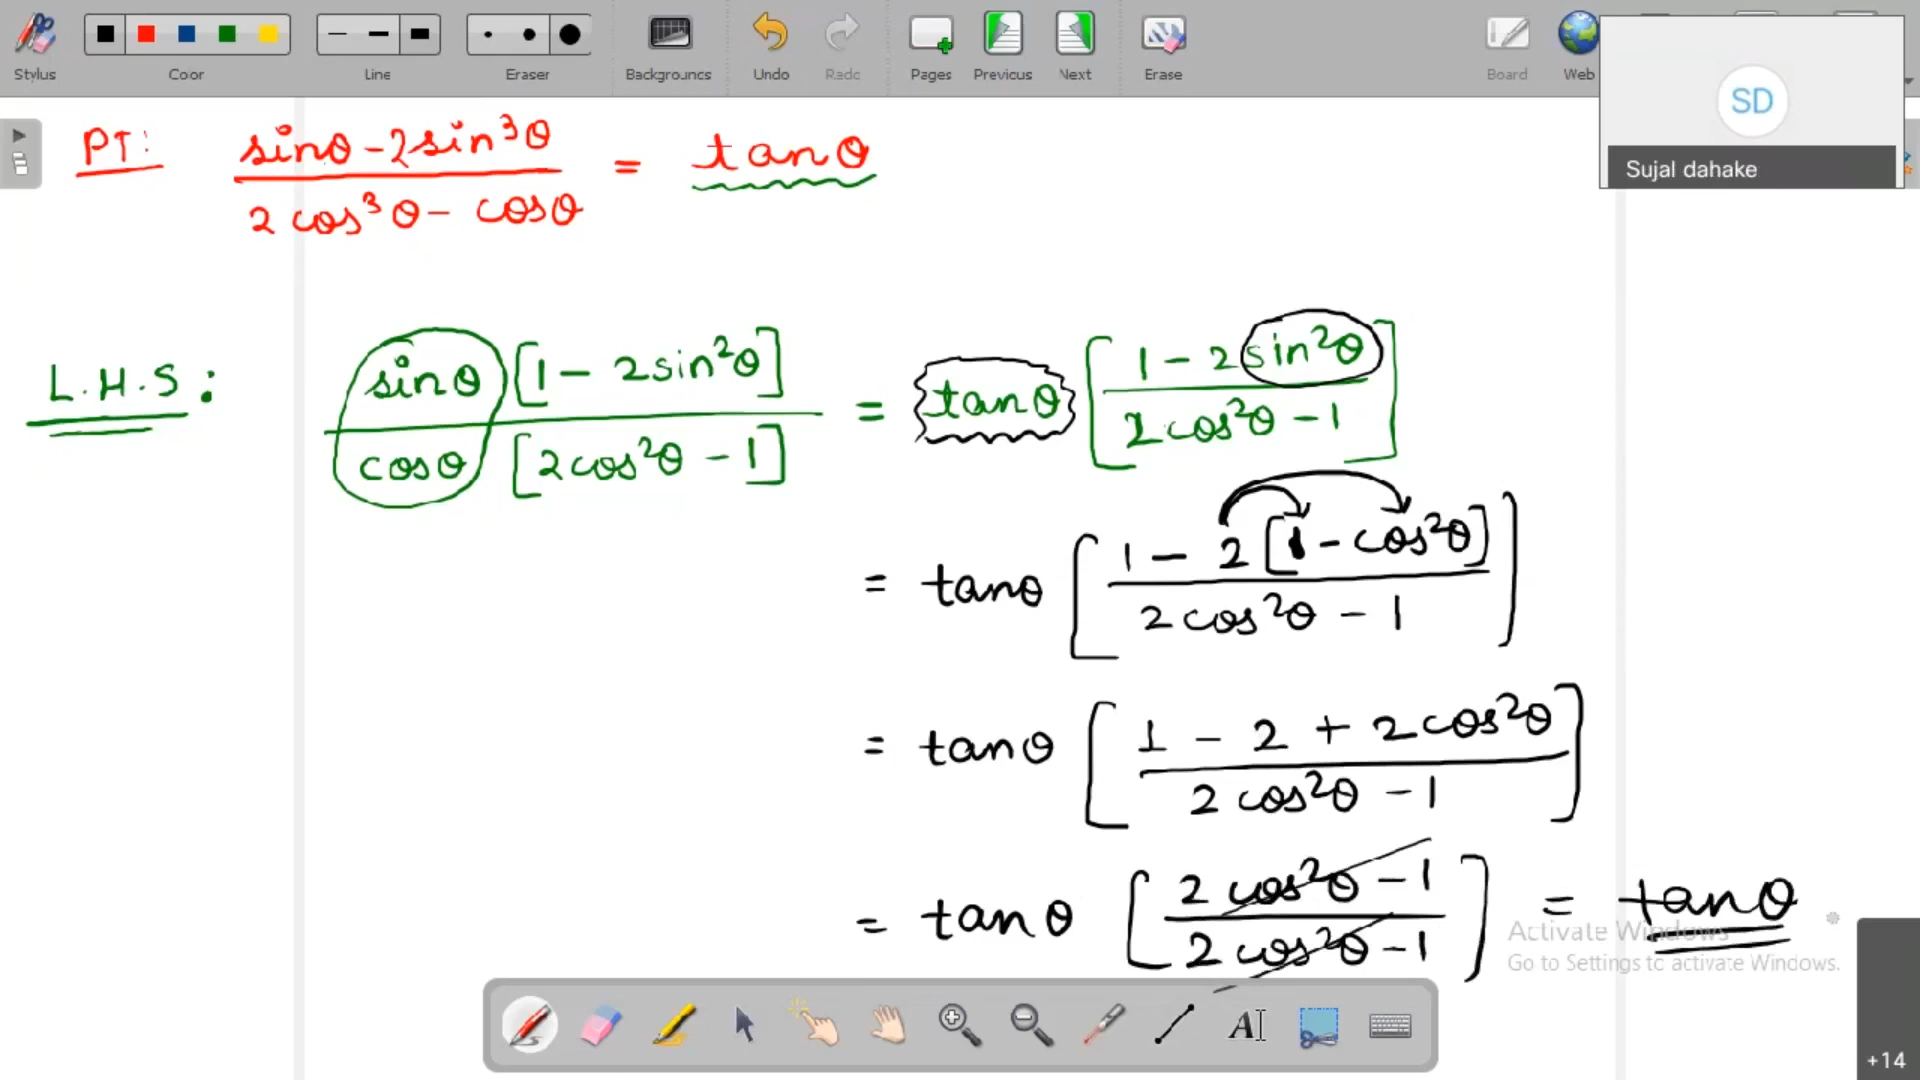 Stylus Color Line Eraser Backgrounds Undo Redo Pages Previous Next Erase Board Web
SD
Sujal dahake
PT: (sinθ - 2sin³θ) / (2cos³θ - cosθ) = tanθ
L.H.S : sinθ [1 - 2sin²θ] / cosθ [2cos²θ - 1] = tanθ [(1 - 2sin²θ) / (2cos²θ - 1)]
= tanθ [(1 - 2[1 - cos²θ]) / (2cos²θ - 1)]
= tanθ [(1 - 2 + 2cos²θ) / (2cos²θ - 1)]
= tanθ [(2cos²θ - 1) / (2cos²θ - 1)] = tanθ
Activate Windows
Go to Settings to activate Windows.
+14